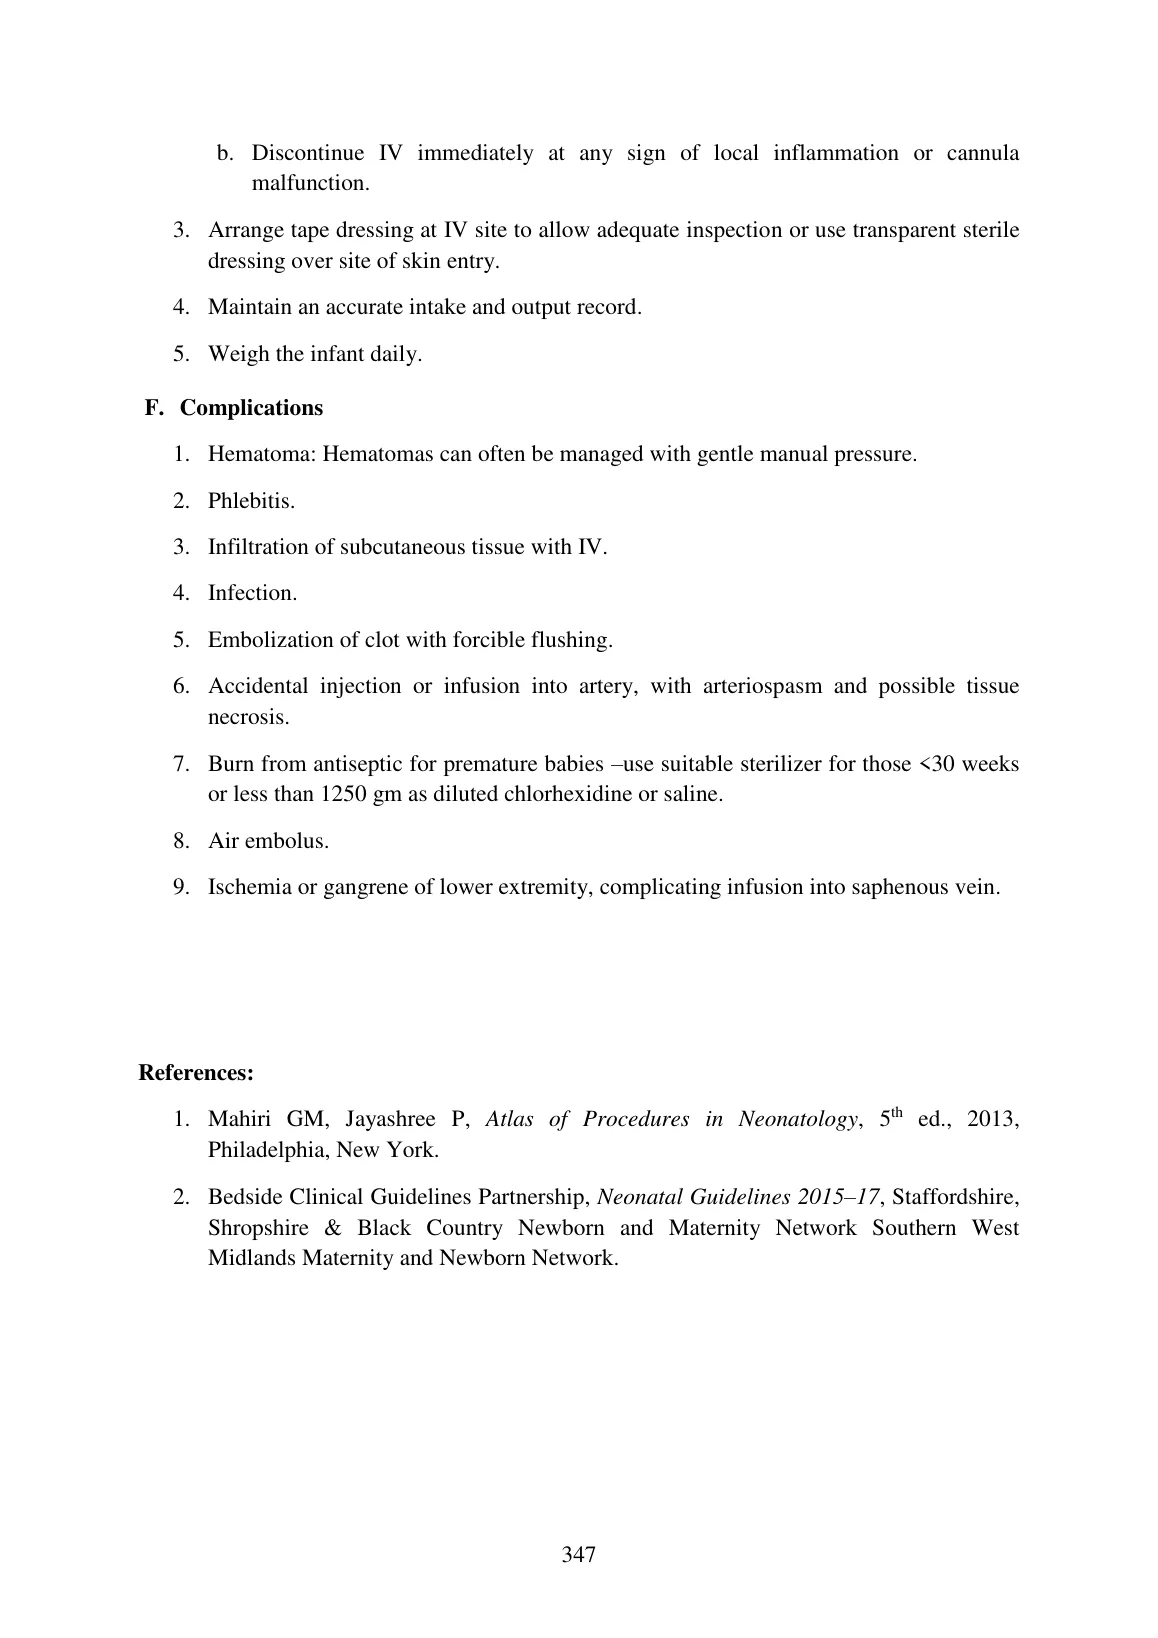 b. Discontinue IV immediately at any sign of local inflammation or cannula
malfunction.
3. Arrange tape dressing at IV site to allow adequate inspection or use transparent sterile
dressing over site of skin entry.
4. Maintain an accurate intake and output record.
5. Weigh the infant daily.
F. Complications
1. Hematoma: Hematomas can often be managed with gentle manual pressure.
2. Phlebitis.
3. Infiltration of subcutaneous tissue with IV.
4. Infection.
5. Embolization of clot with forcible flushing.
6. Accidental injection or infusion into artery, with arteriospasm and possible tissue
necrosis.
7. Burn from antiseptic for premature babies –use suitable sterilizer for those <30 weeks
or less than 1250 gm as diluted chlorhexidine or saline.
8. Air embolus.
9. Ischemia or gangrene of lower extremity, complicating infusion into saphenous vein.
References:
1. Mahiri GM, Jayashree P, Atlas of Procedures in Neonatology, 5th ed., 2013,
Philadelphia, New York.
2. Bedside Clinical Guidelines Partnership, Neonatal Guidelines 2015–17, Staffordshire,
Shropshire & Black Country Newborn and Maternity Network Southern West
Midlands Maternity and Newborn Network.
347